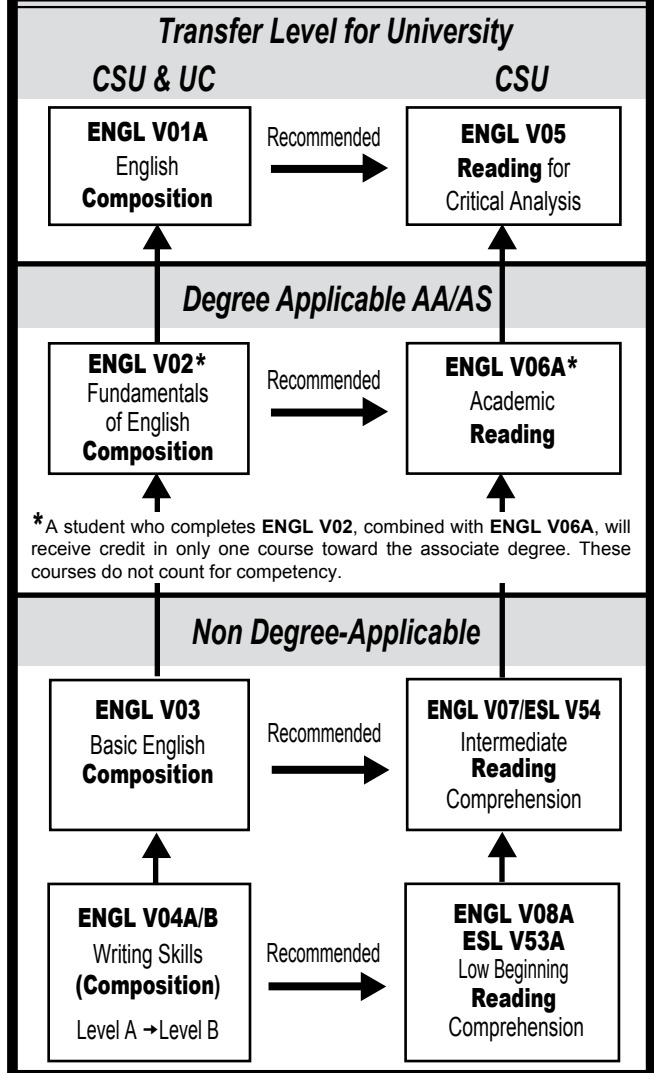 Transfer Level for University
CSU & UC
CSU
ENGL V01A
English
Composition
Recommended
ENGL V05
Reading for
Critical Analysis
Degree Applicable AA/AS
ENGL V02*
Fundamentals
of English
Composition
Recommended
ENGL V06A*
Academic
Reading
*A student who completes ENGL V02, combined with ENGL V06A, will
receive credit in only one course toward the associate degree. These
courses do not count for competency.
Non Degree-Applicable
ENGL V03
Basic English
Composition
Recommended
ENGL V07/ESL V54
Intermediate
Reading
Comprehension
ENGL V04A/B
Writing Skills
(Composition)
Level A →Level B
Recommended
ENGL V08A
ESL V53A
Low Beginning
Reading
Comprehension